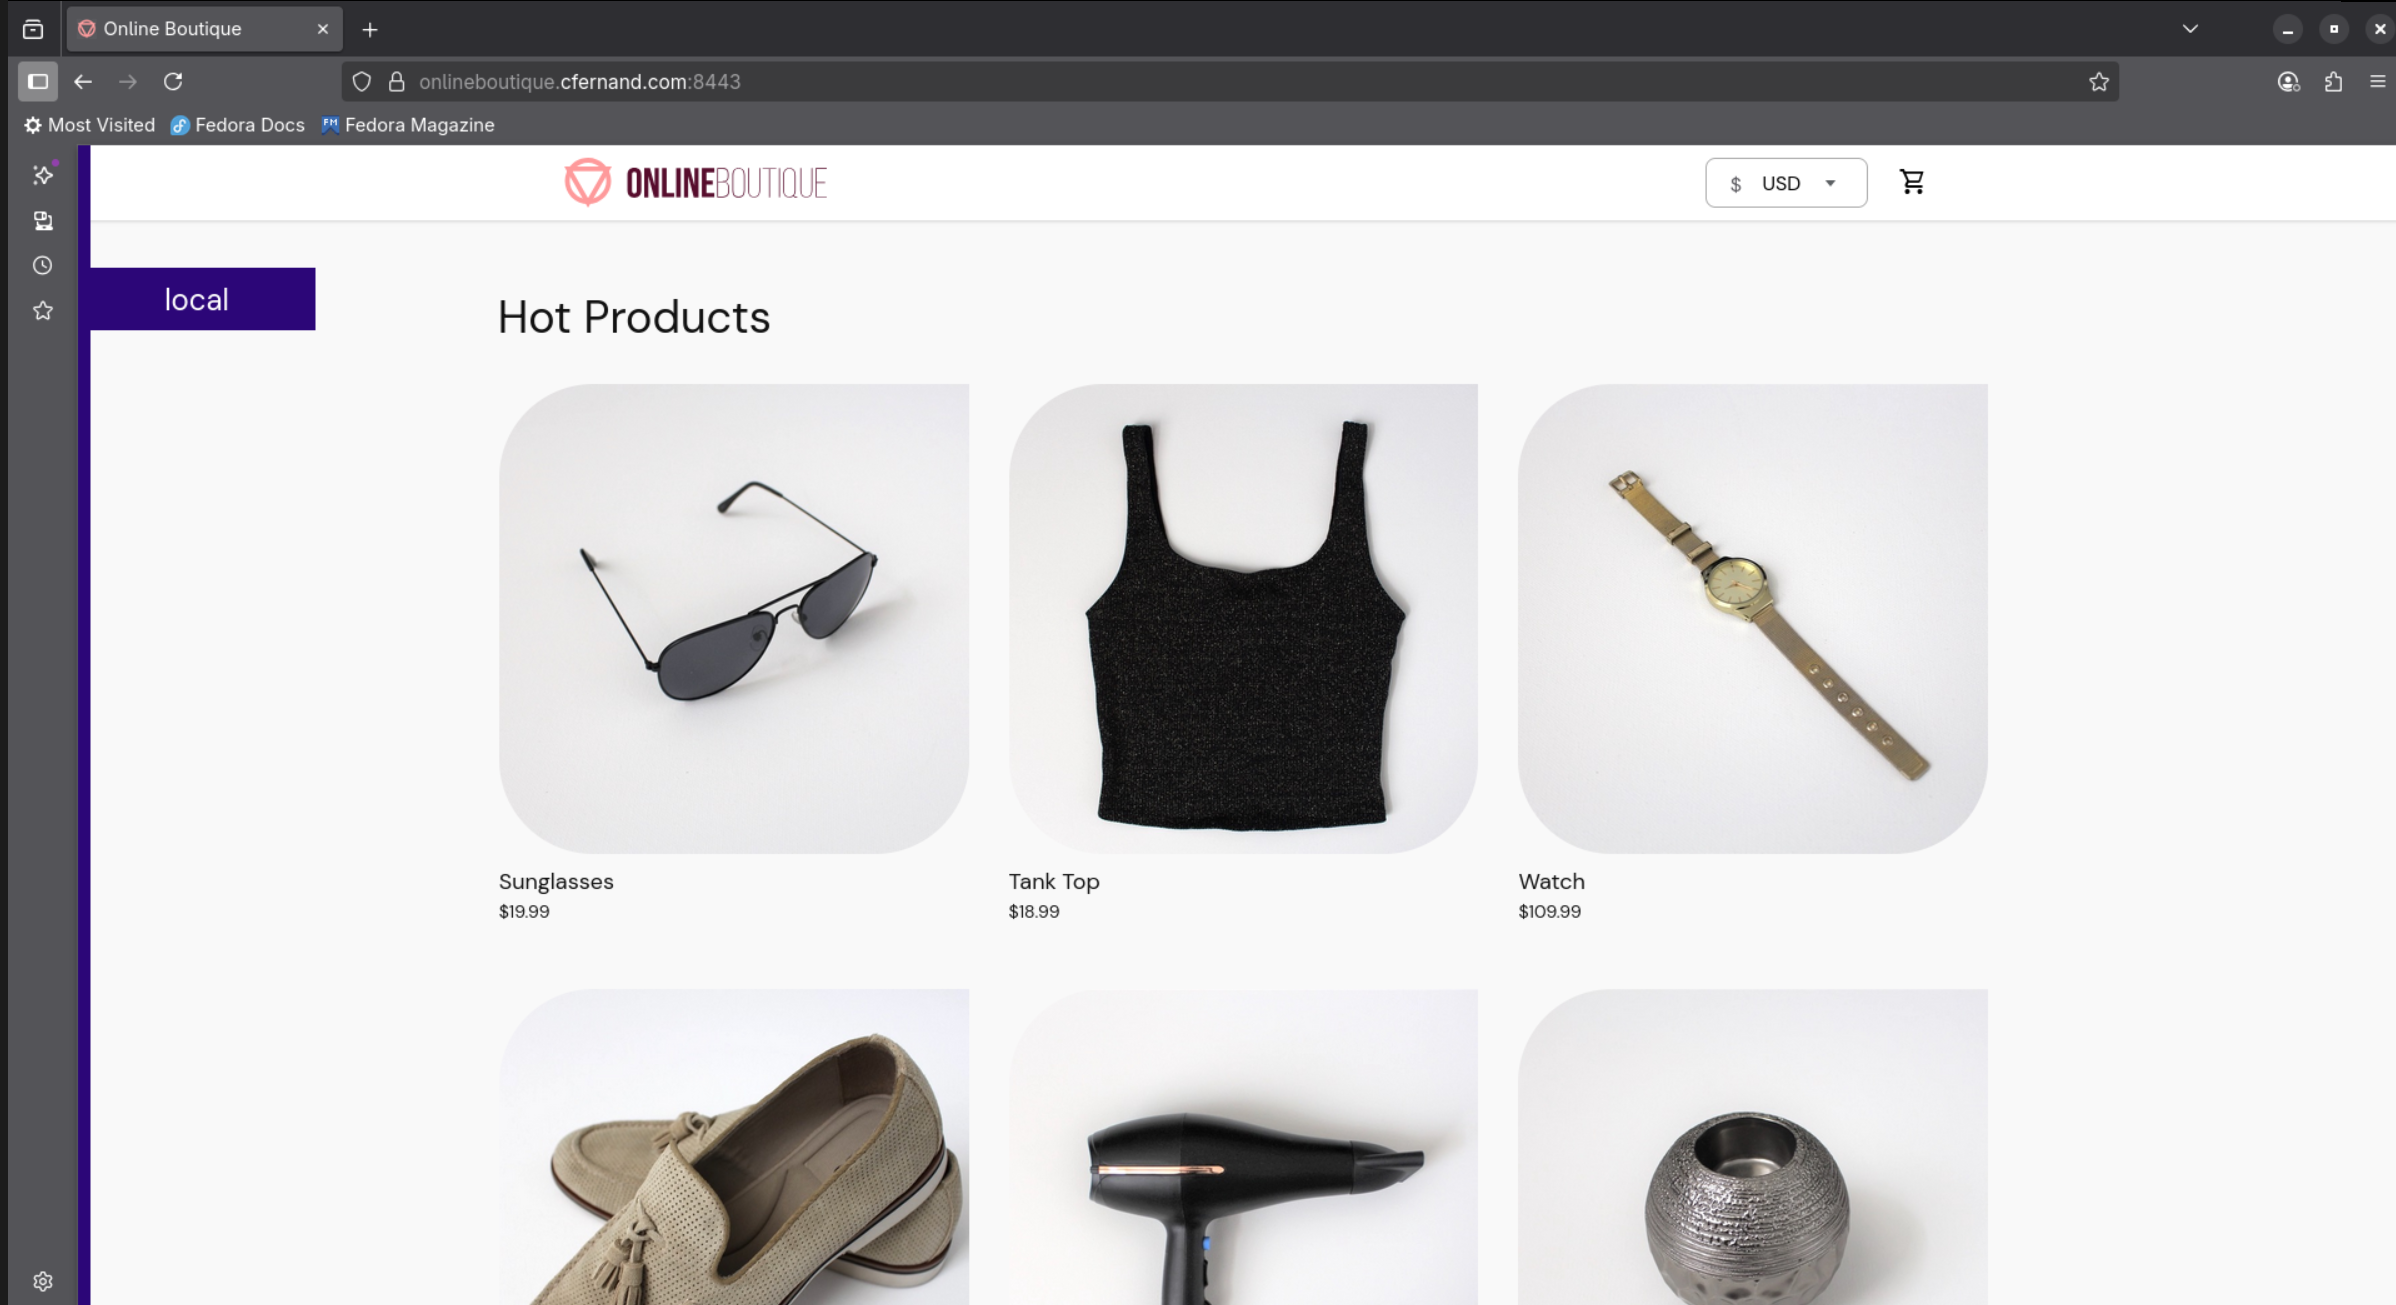 Online Boutique
onlineboutique.cfernand.com:8443
Most Visited Fedora Docs FM Fedora Magazine
ONLINEBOUTIQUE
$ USD
local
Hot Products
Sunglasses
$19.99
Tank Top
$18.99
Watch
$109.99